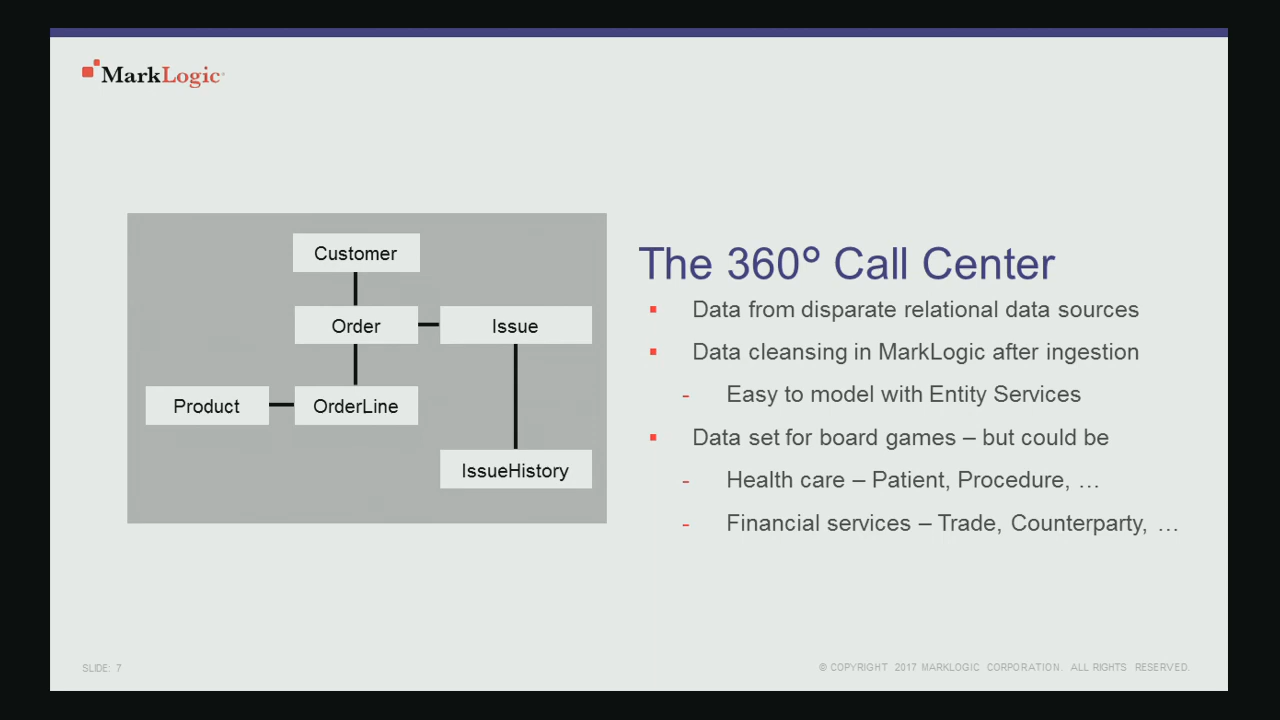 MarkLogic
Customer
Order
Issue
Product
OrderLine
IssueHistory
The 360° Call Center
▪ Data from disparate relational data sources
▪ Data cleansing in MarkLogic after ingestion
- Easy to model with Entity Services
▪ Data set for board games – but could be
- Health care – Patient, Procedure, …
- Financial services – Trade, Counterparty, …
SLIDE: 7
© COPYRIGHT 2017 MARKLOGIC CORPORATION. ALL RIGHTS RESERVED.